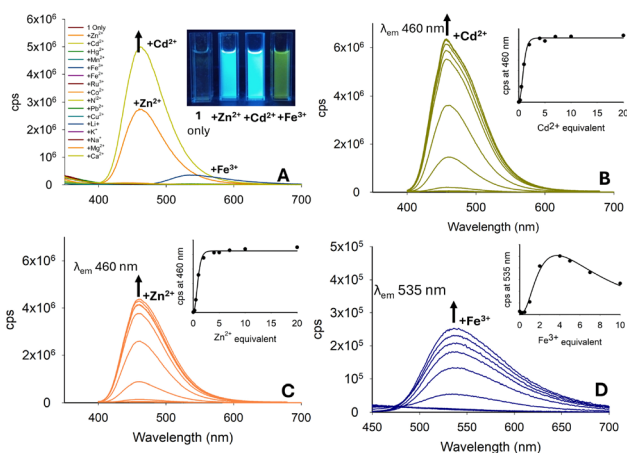 6x10⁶
5x10⁶
4x10⁶
3x10⁶
2x10⁶
1x10⁶
0
cps
1 Only
+Zn²⁺
+Cd²⁺
+Hg²⁺
+Mn²⁺
+Fe³⁺
+Fe²⁺
+Ru³⁺
+Co²⁺
+Pb²⁺
+Cu²⁺
+Li⁺
+K⁺
+Na⁺
+Mg²⁺
+Ca²⁺
+Cd²⁺
+Zn²⁺
+Fe³⁺
1 +Zn²⁺ +Cd²⁺ +Fe³⁺
only
A
400 500 600 700
Wavelength (nm)
λem 460 nm
+Cd²⁺
6x10⁶
4x10⁶
2x10⁶
0
cps
cps at 460 nm
0 5 10 15 20
Cd²⁺ equivalent
B
400 500 600 700
Wavelength (nm)
λem 460 nm
+Zn²⁺
6x10⁶
4x10⁶
2x10⁶
0
cps
cps at 460 nm
0 5 10 15 20
Zn²⁺ equivalent
C
400 500 600 700
Wavelength (nm)
λem 535 nm
+Fe³⁺
5x10⁵
4x10⁵
3x10⁵
2x10⁵
1x10⁵
0
cps
cps at 535 nm
0 2 4 6 8 10
Fe³⁺ equivalent
D
450 500 550 600 650 700
Wavelength (nm)